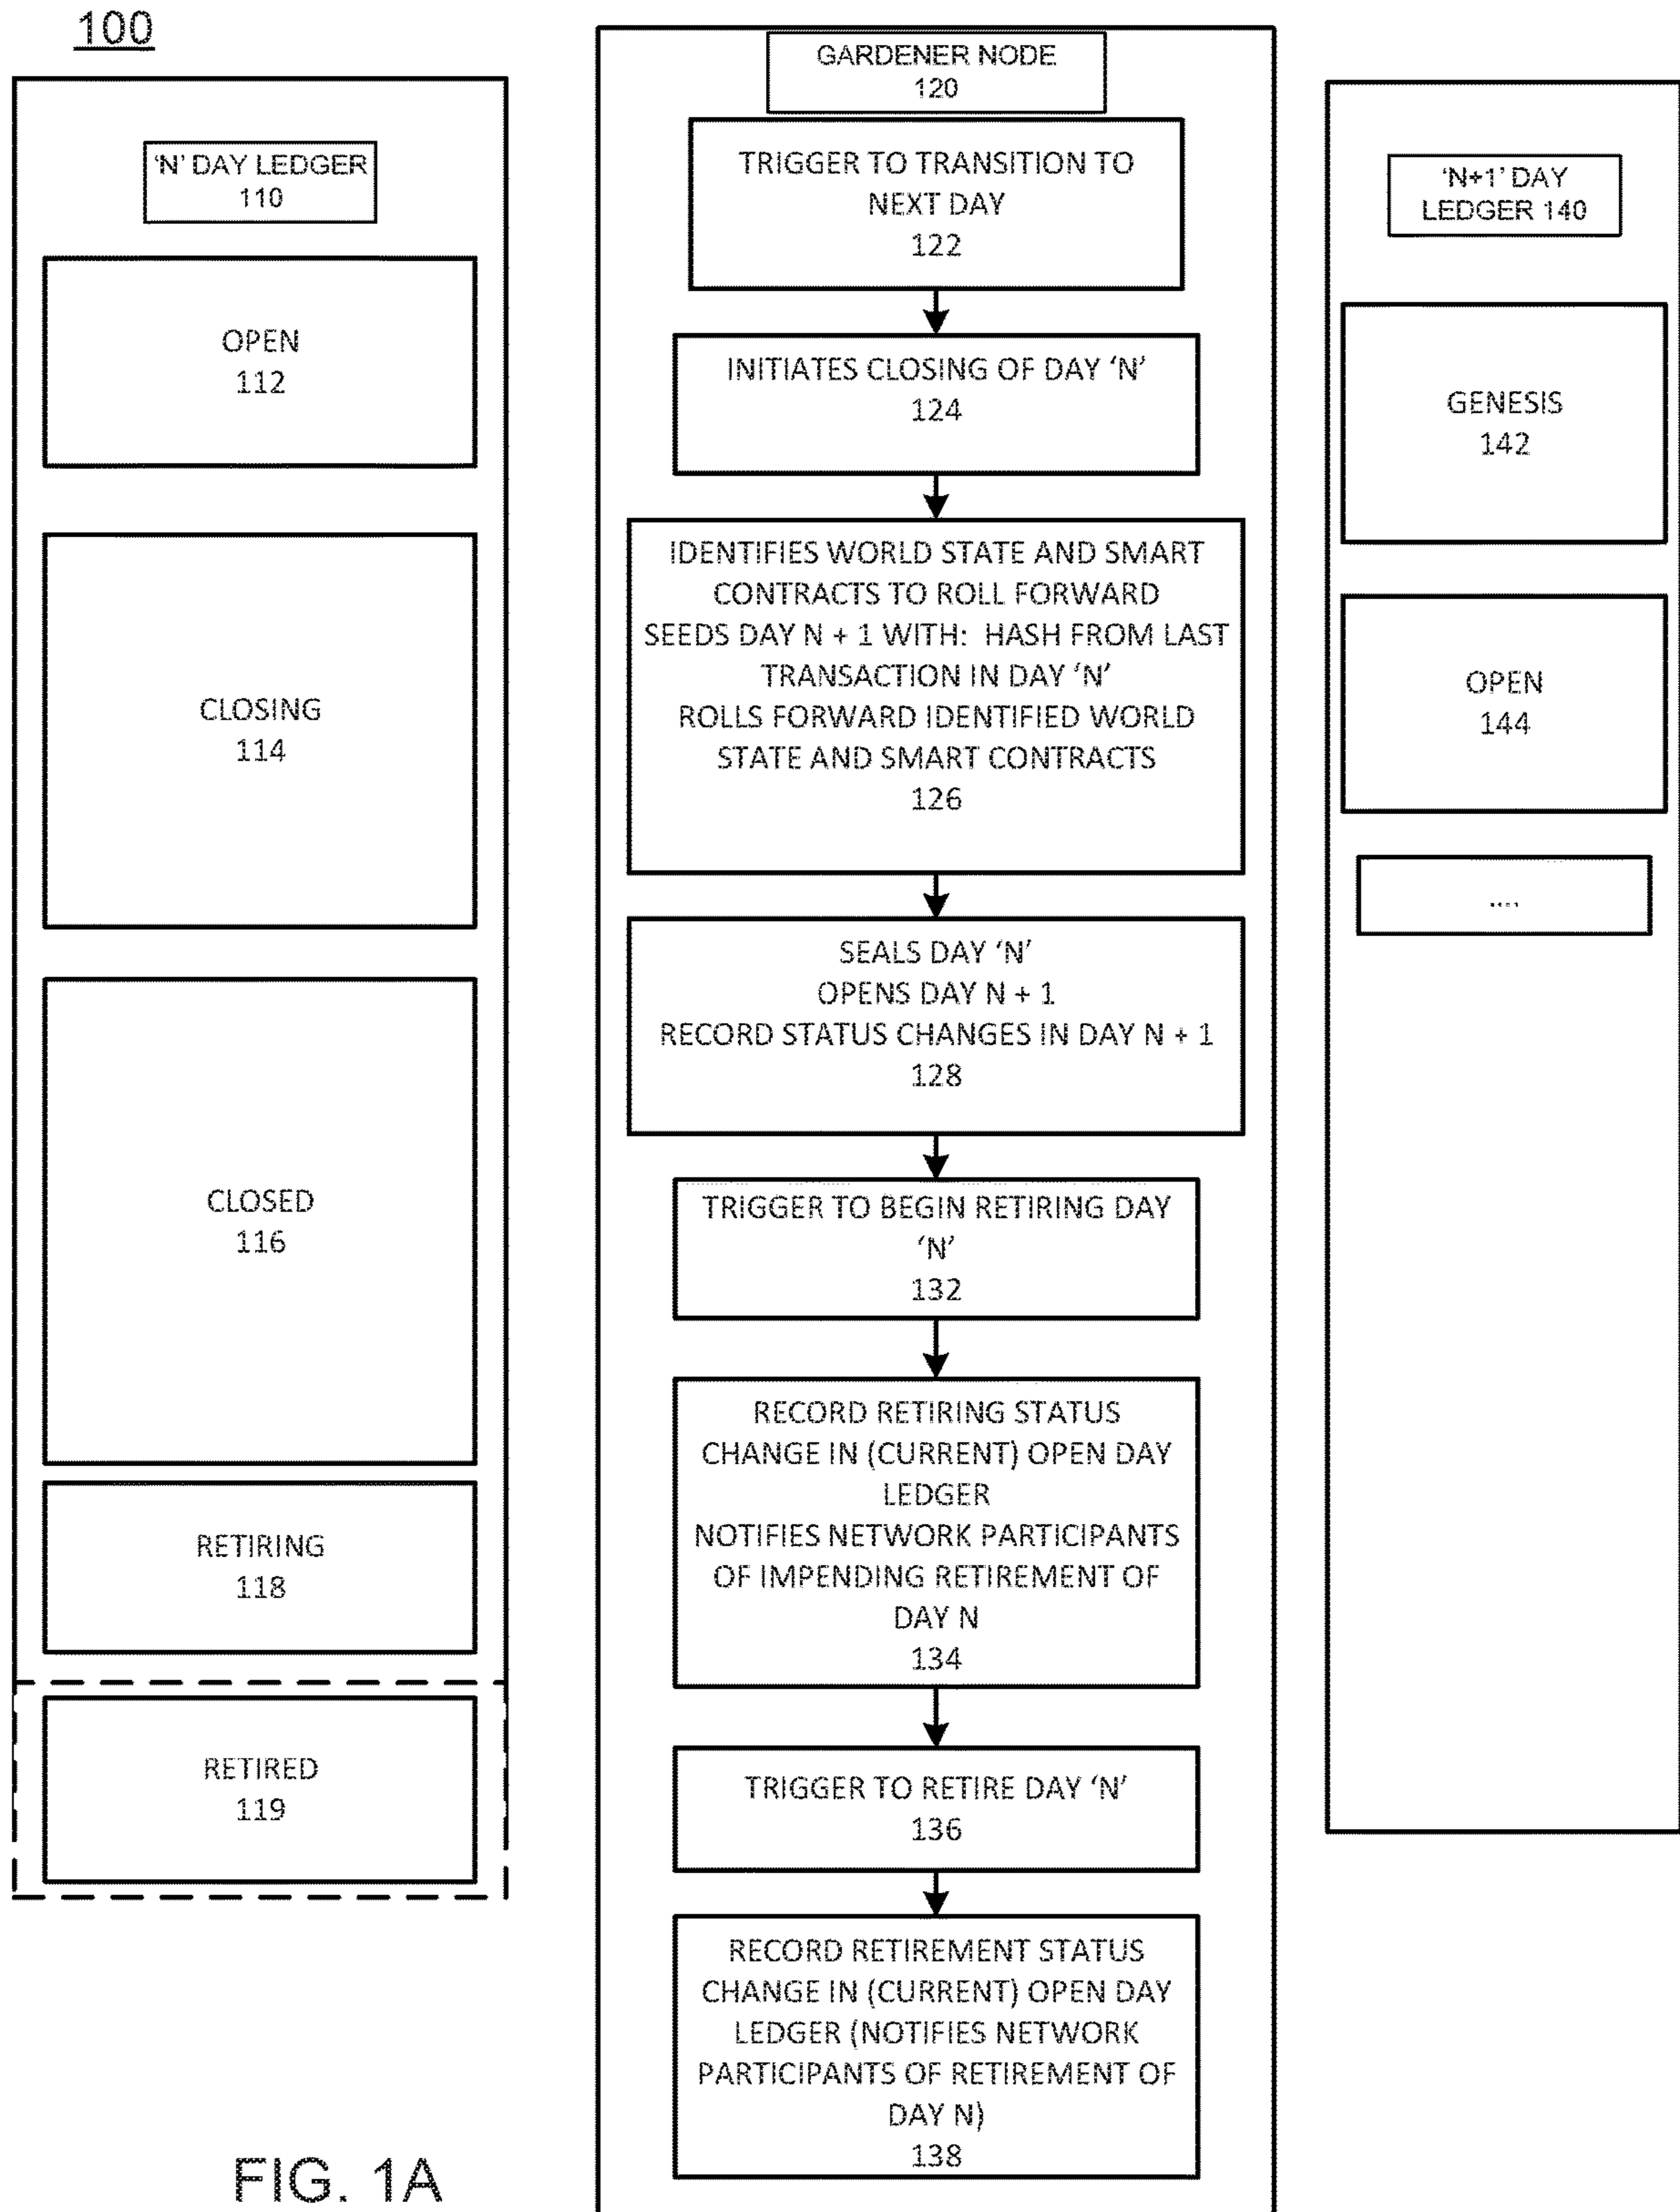 100
'N' DAY LEDGER
110
OPEN
112
CLOSING
114
CLOSED
116
RETIRING
118
RETIRED
119
GARDENER NODE
120
TRIGGER TO TRANSITION TO
NEXT DAY
122
INITIATES CLOSING OF DAY 'N'
124
IDENTIFIES WORLD STATE AND SMART
CONTRACTS TO ROLL FORWARD
SEEDS DAY N + 1 WITH: HASH FROM LAST
TRANSACTION IN DAY 'N'
ROLLS FORWARD IDENTIFIED WORLD
STATE AND SMART CONTRACTS
126
SEALS DAY 'N'
OPENS DAY N + 1
RECORD STATUS CHANGES IN DAY N + 1
128
TRIGGER TO BEGIN RETIRING DAY
'N'
132
RECORD RETIRING STATUS
CHANGE IN (CURRENT) OPEN DAY
LEDGER
NOTIFIES NETWORK PARTICIPANTS
OF IMPENDING RETIREMENT OF
DAY N
134
TRIGGER TO RETIRE DAY 'N'
136
RECORD RETIREMENT STATUS
CHANGE IN (CURRENT) OPEN DAY
LEDGER (NOTIFIES NETWORK
PARTICIPANTS OF RETIREMENT OF
DAY N)
138
'N+1' DAY
LEDGER 140
GENESIS
142
OPEN
144
....
FIG. 1A